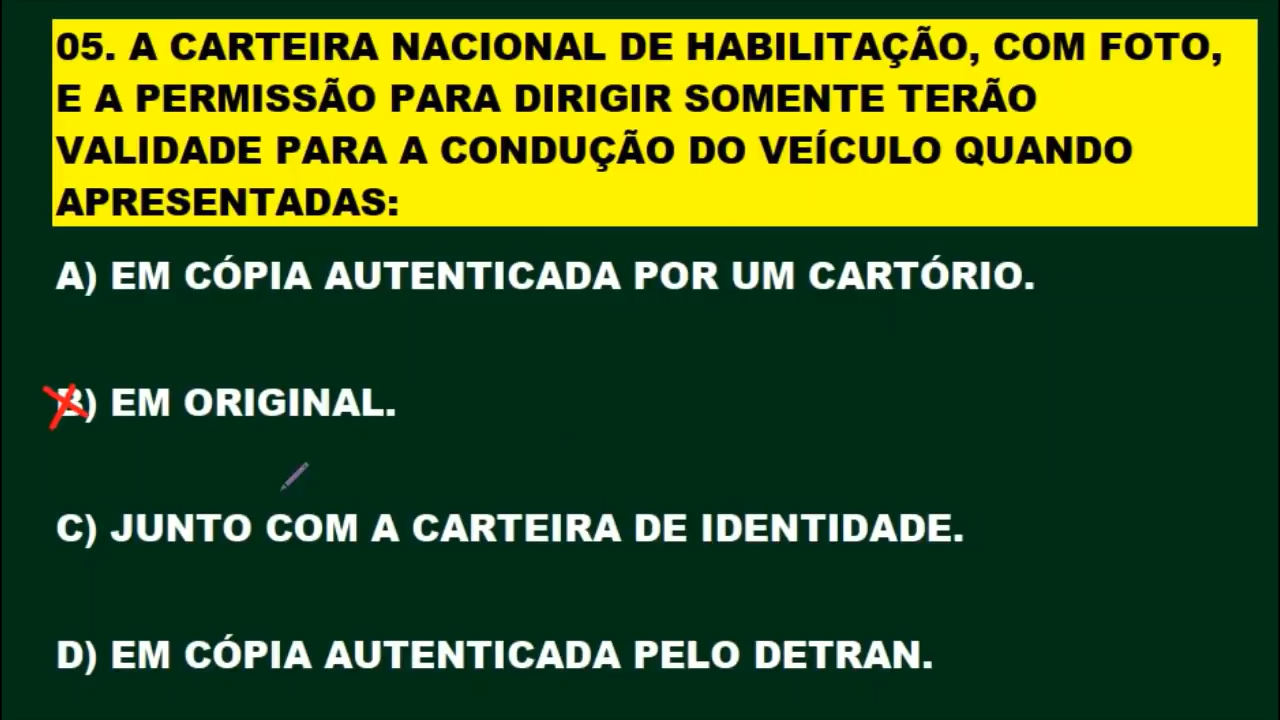 05. A CARTEIRA NACIONAL DE HABILITAÇÃO, COM FOTO,
E A PERMISSÃO PARA DIRIGIR SOMENTE TERÃO
VALIDADE PARA A CONDUÇÃO DO VEÍCULO QUANDO
APRESENTADAS:
A) EM CÓPIA AUTENTICADA POR UM CARTÓRIO.
B) EM ORIGINAL.
C) JUNTO COM A CARTEIRA DE IDENTIDADE.
D) EM CÓPIA AUTENTICADA PELO DETRAN.